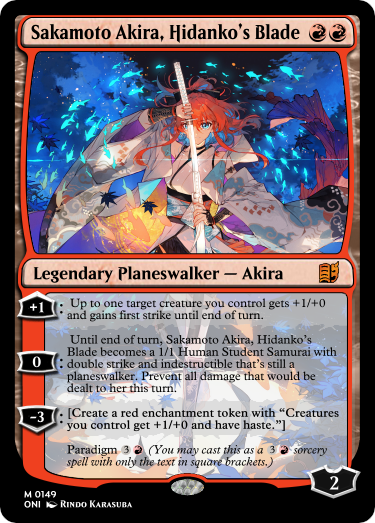 Sakamoto Akira, Hidanko's Blade
Legendary Planeswalker — Akira
+1: Up to one target creature you control gets +1/+0
and gains first strike until end of turn.
Until end of turn, Sakamoto Akira, Hidanko's
Blade becomes a 1/1 Human Student Samurai with
0: double strike and indestructible that's still a
planeswalker. Prevent all damage that would be
dealt to her this turn.
-3: [Create a red enchantment token with “Creatures
you control get +1/+0 and have haste.”]
Paradigm 3 (You may cast this as a 3 sorcery
spell with only the text in square brackets.)
2
M 0149
ONI Rindo Karasuba